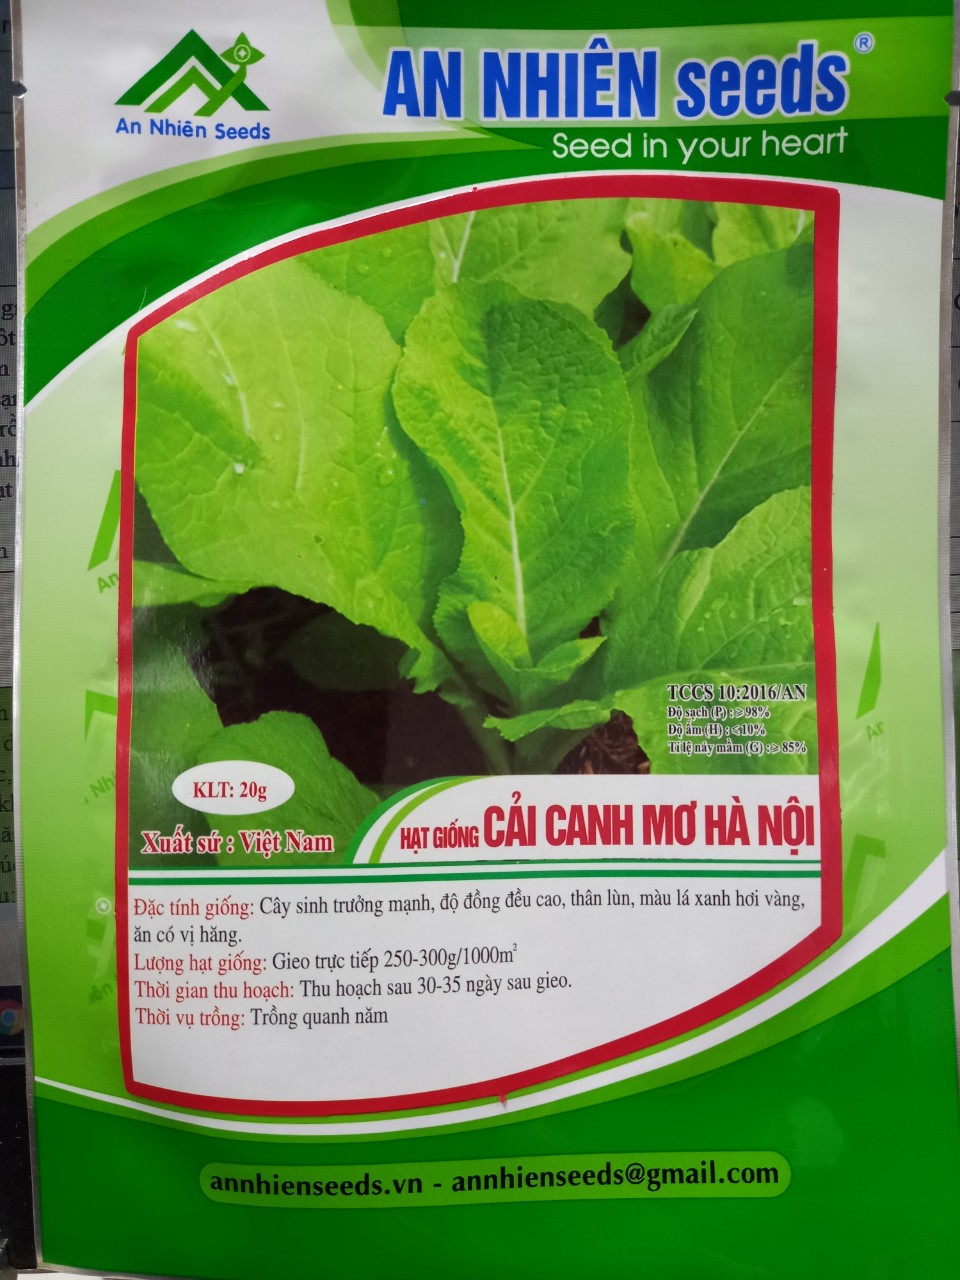 An Nhiên Seeds
AN NHIÊN seeds®
Seed in your heart
TCCS 10:2016/AN
Độ sạch (P) : > 98%
Độ ẩm (H) : <10%
Tỉ lệ nảy mầm (G) :> 85%
KLT: 20g
Xuất sứ : Việt Nam
HẠT GIỐNG CẢI CANH MƠ HÀ NỘI
Đặc tính giống: Cây sinh trưởng mạnh, độ đồng đều cao, thân lùn, màu lá xanh hơi vàng,
ăn có vị hăng.
Lượng hạt giống: Gieo trực tiếp 250-300g/1000m²
Thời gian thu hoạch: Thu hoạch sau 30-35 ngày sau gieo.
Thời vụ trồng: Trồng quanh năm
annhienseeds.vn - annhienseeds@gmail.com